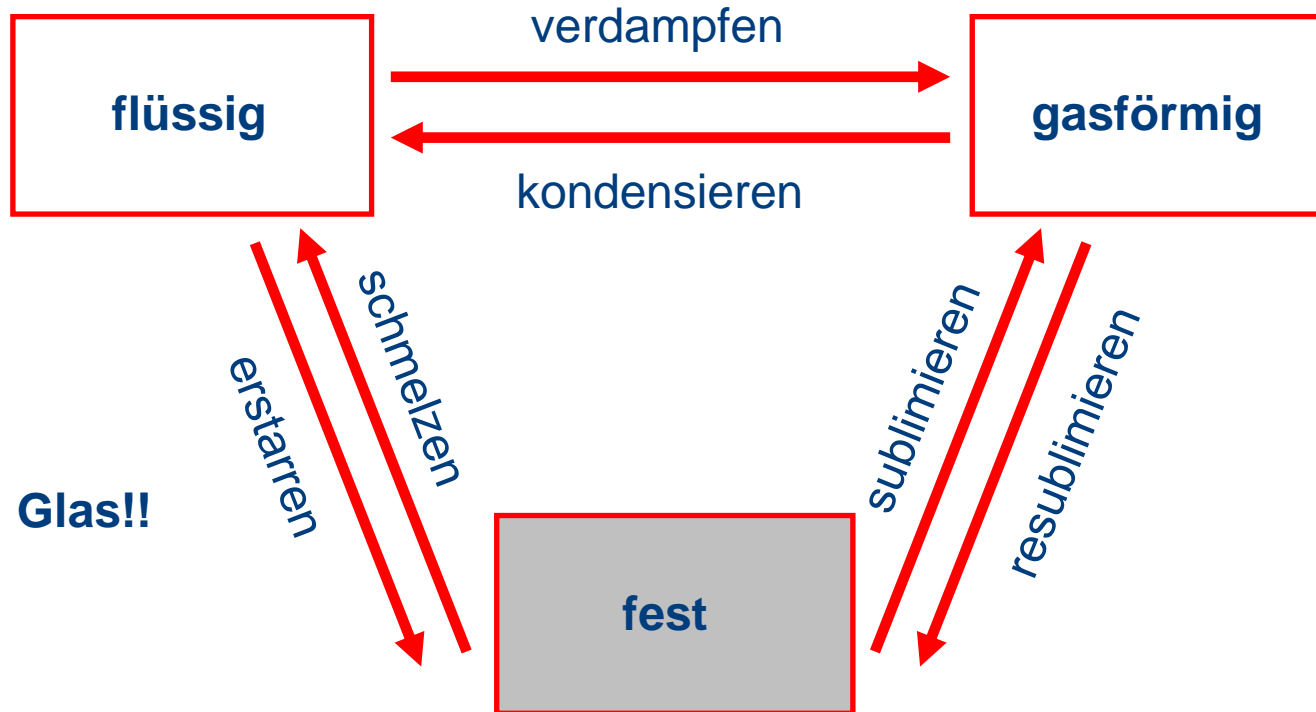 verdampfen
flüssig
gasförmig
kondensieren
schmelzen
erstarren
sublimieren
resublimieren
Glas!!
fest